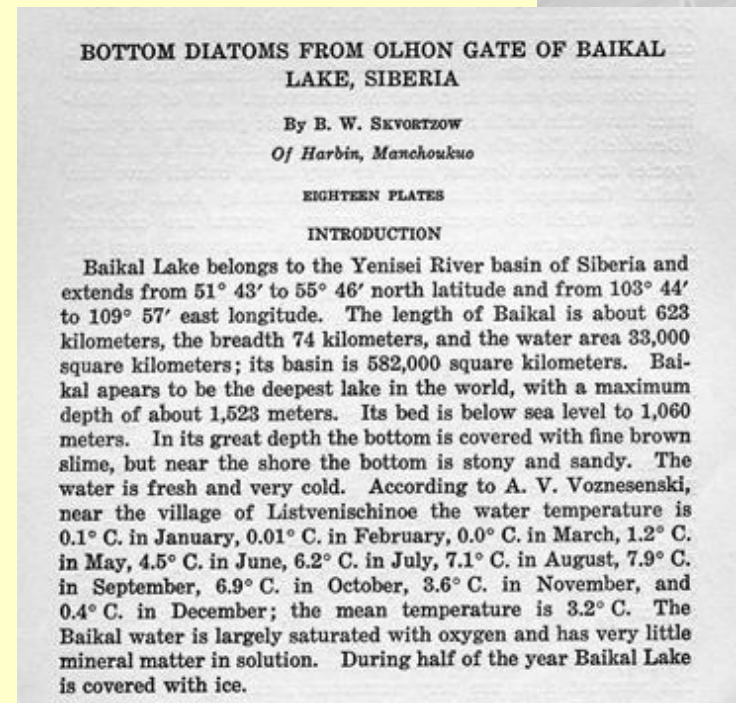 BOTTOM DIATOMS FROM OLHON GATE OF BAIKAL
LAKE, SIBERIA
By B. W. SKVORTZOW
Of Harbin, Manchoukuo
EIGHTEEN PLATES
INTRODUCTION
Baikal Lake belongs to the Yenisei River basin of Siberia and
extends from 51° 43′ to 55° 46′ north latitude and from 103° 44′
to 109° 57′ east longitude. The length of Baikal is about 623
kilometers, the breadth 74 kilometers, and the water area 33,000
square kilometers; its basin is 582,000 square kilometers. Bai-
kal apears to be the deepest lake in the world, with a maximum
depth of about 1,523 meters. Its bed is below sea level to 1,060
meters. In its great depth the bottom is covered with fine brown
slime, but near the shore the bottom is stony and sandy. The
water is fresh and very cold. According to A. V. Voznesenski,
near the village of Listvenischnoe the water temperature is
0.1° C. in January, 0.01° C. in February, 0.0° C. in March, 1.2° C.
in May, 4.5° C. in June, 6.2° C. in July, 7.1° C. in August, 7.9° C.
in September, 6.9° C. in October, 3.6° C. in November, and
0.4° C. in December; the mean temperature is 3.2° C. The
Baikal water is largely saturated with oxygen and has very little
mineral matter in solution. During half of the year Baikal Lake
is covered with ice.